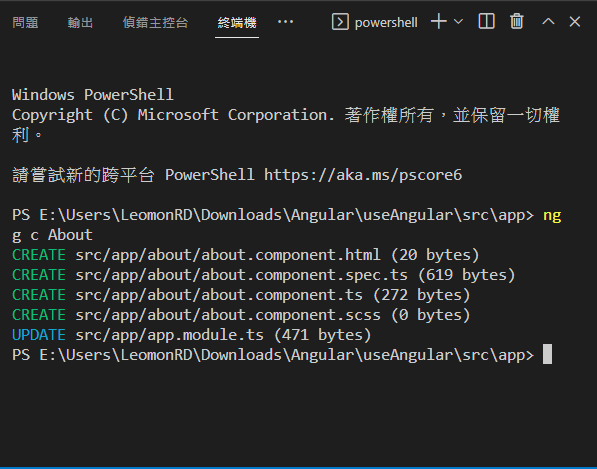 問題 輸出 偵錯主控台 終端機 ··· powershell
Windows PowerShell
Copyright (C) Microsoft Corporation. 著作權所有，並保留一切權
利。
請嘗試新的跨平台 PowerShell https://aka.ms/pscore6
PS E:\Users\LeomonRD\Downloads\Angular\useAngular\src\app> ng
g c About
CREATE src/app/about/about.component.html (20 bytes)
CREATE src/app/about/about.component.spec.ts (619 bytes)
CREATE src/app/about/about.component.ts (272 bytes)
CREATE src/app/about/about.component.scss (0 bytes)
UPDATE src/app/app.module.ts (471 bytes)
PS E:\Users\LeomonRD\Downloads\Angular\useAngular\src\app>